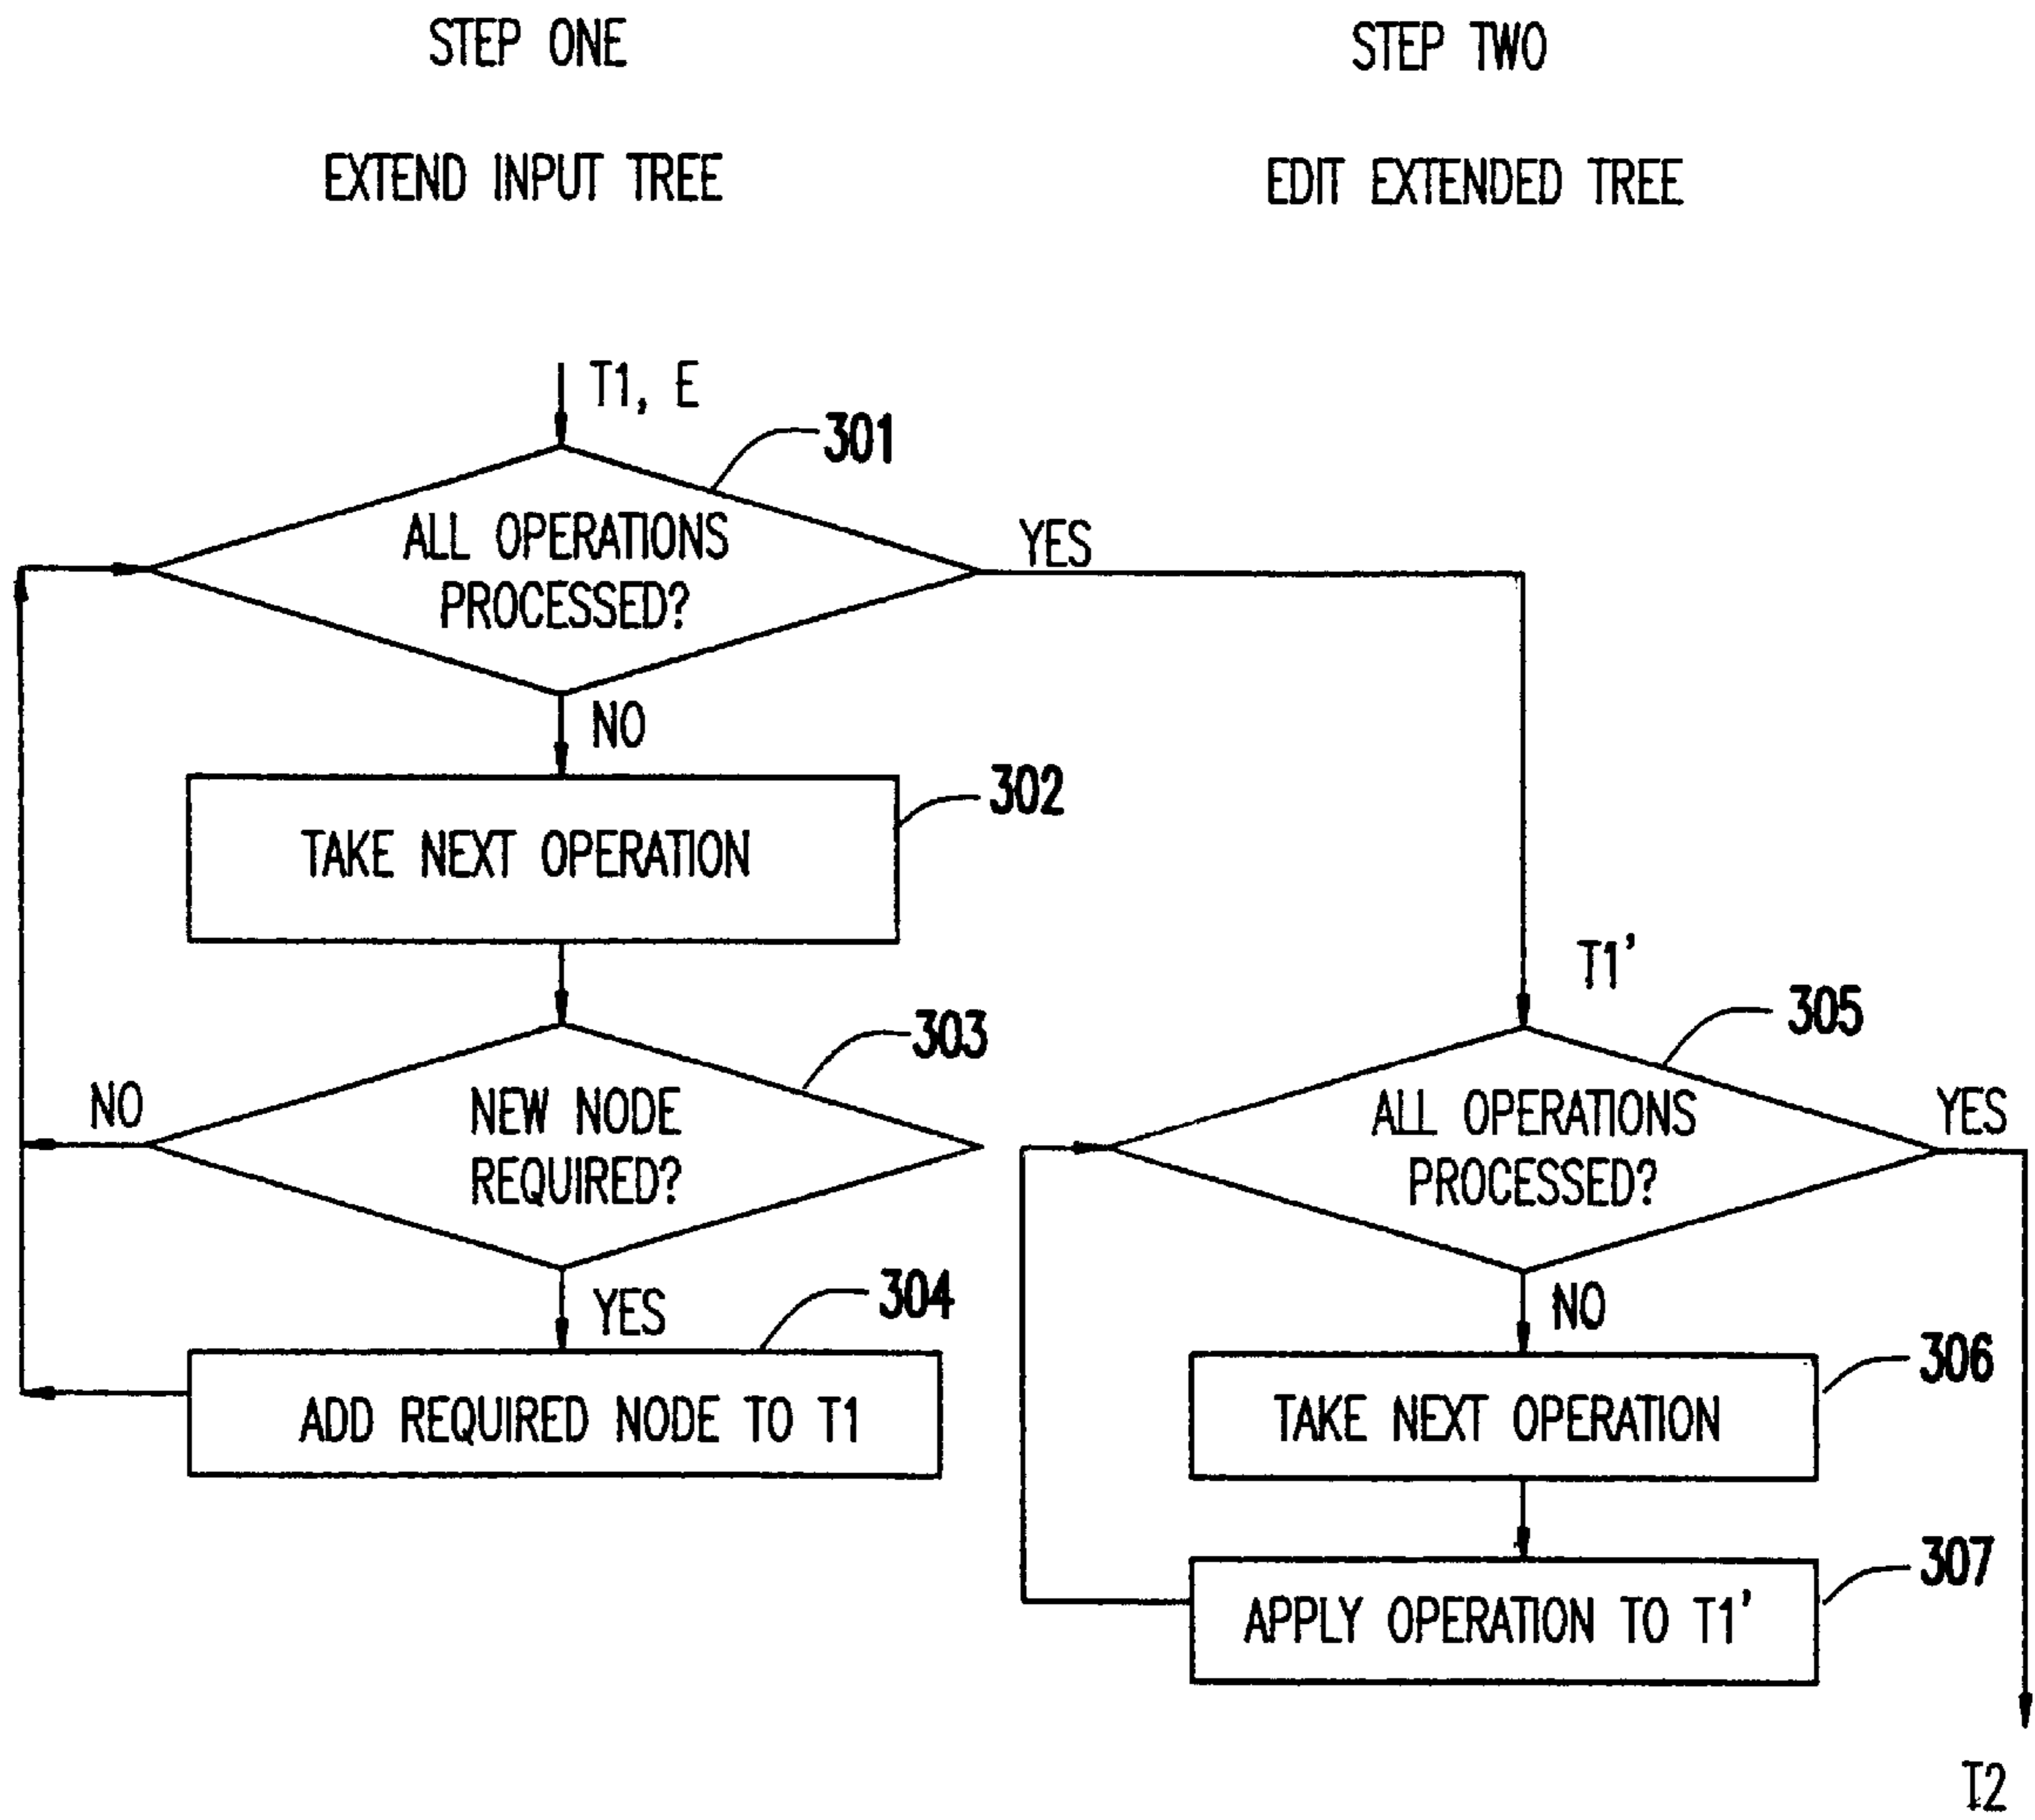 STEP ONE
EXTEND INPUT TREE
T1, E
301
ALL OPERATIONS
PROCESSED?
YES
NO
302
TAKE NEXT OPERATION
303
NEW NODE
REQUIRED?
NO
YES
304
ADD REQUIRED NODE TO T1
STEP TWO
EDIT EXTENDED TREE
T1'
305
ALL OPERATIONS
PROCESSED?
YES
NO
306
TAKE NEXT OPERATION
307
APPLY OPERATION TO T1'
T2